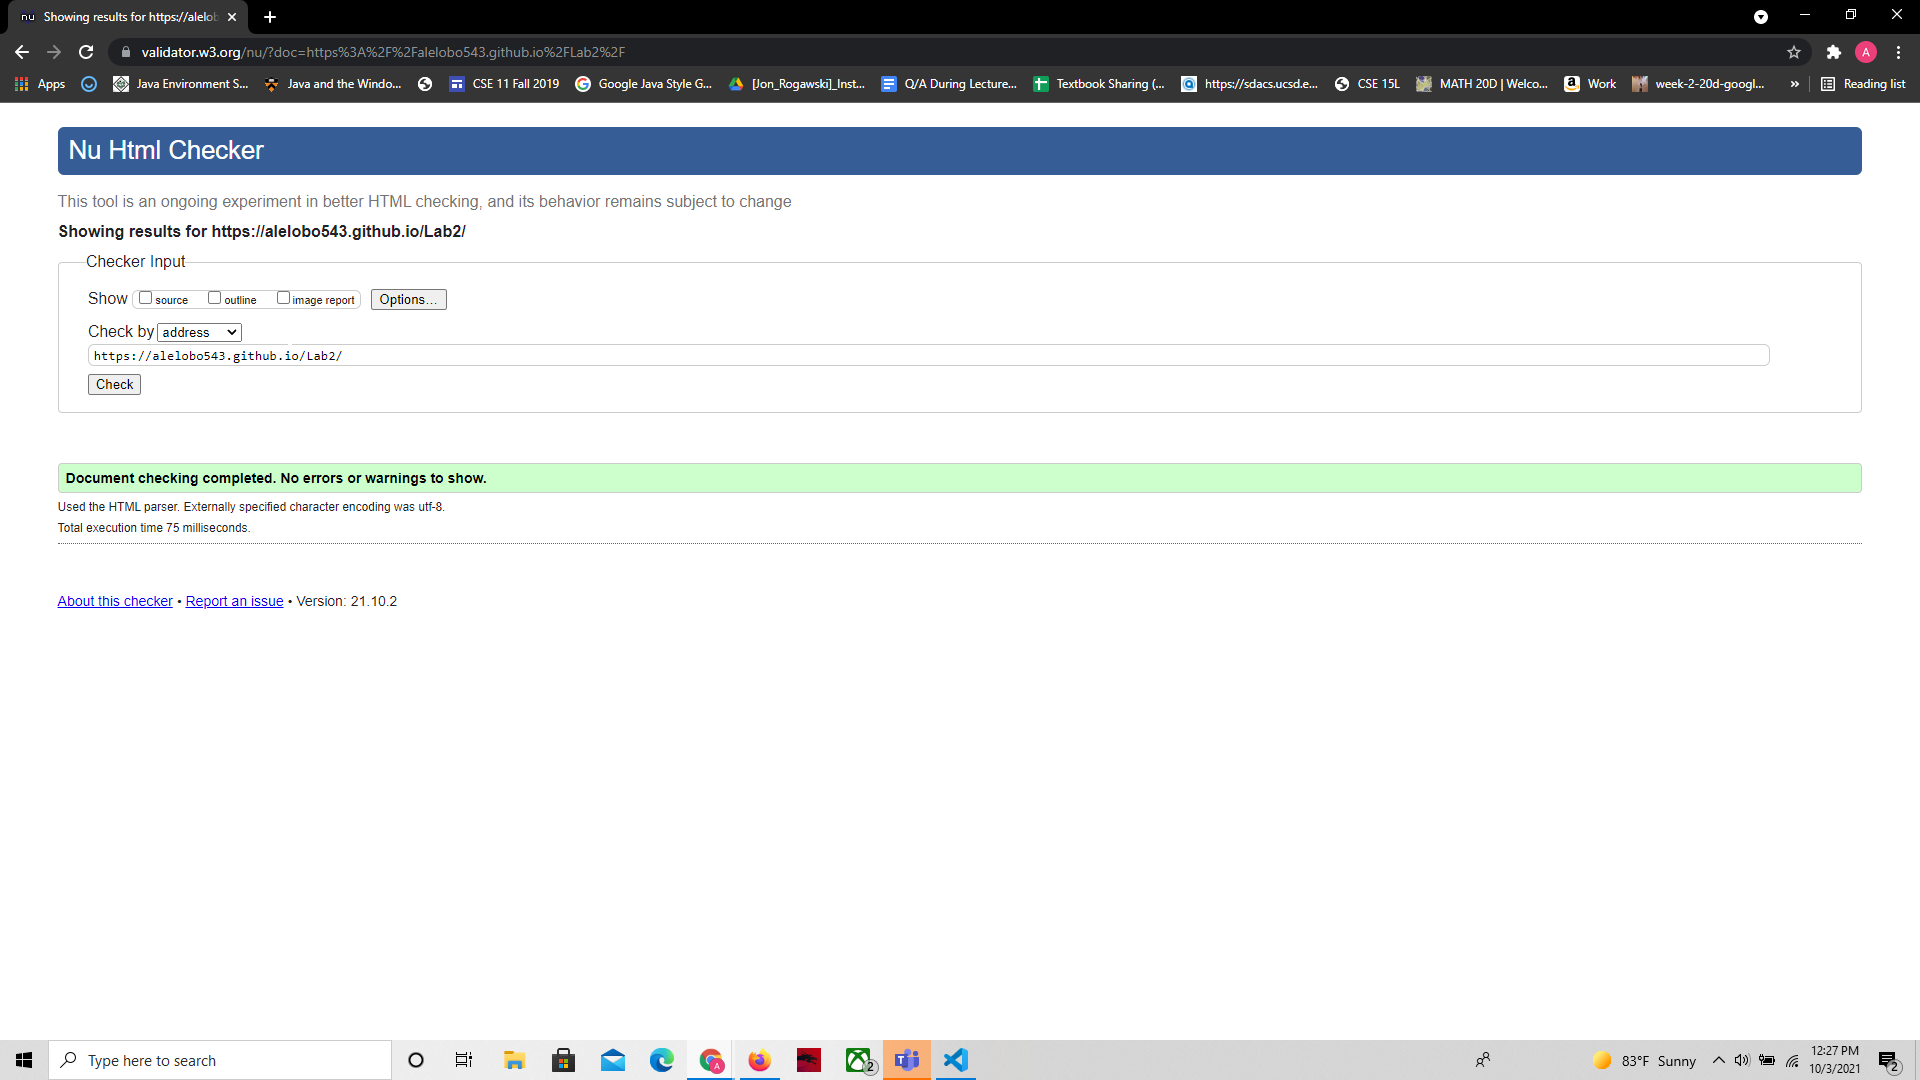 nu Showing results for https://alelob
validator.w3.org/nu/?doc=https%3A%2F%2Falelobo543.github.io%2FLab2%2F
A
Apps Java Environment S... Java and the Windo... CSE 11 Fall 2019 Google Java Style G... [Jon_Rogawski]_Inst... Q/A During Lecture... Textbook Sharing (... https://sdacs.ucsd.e... CSE 15L MATH 20D | Welco... a Work week-2-20d-googl... » Reading list
Nu Html Checker
This tool is an ongoing experiment in better HTML checking, and its behavior remains subject to change
Showing results for https://alelobo543.github.io/Lab2/
Checker Input
Show source outline image report Options...
Check by address
https://alelobo543.github.io/Lab2/
Check
Document checking completed. No errors or warnings to show.
Used the HTML parser. Externally specified character encoding was utf-8.
Total execution time 75 milliseconds.
About this checker • Report an issue • Version: 21.10.2
Type here to search A 2 T 83°F Sunny 12:27 PM 2
10/3/2021